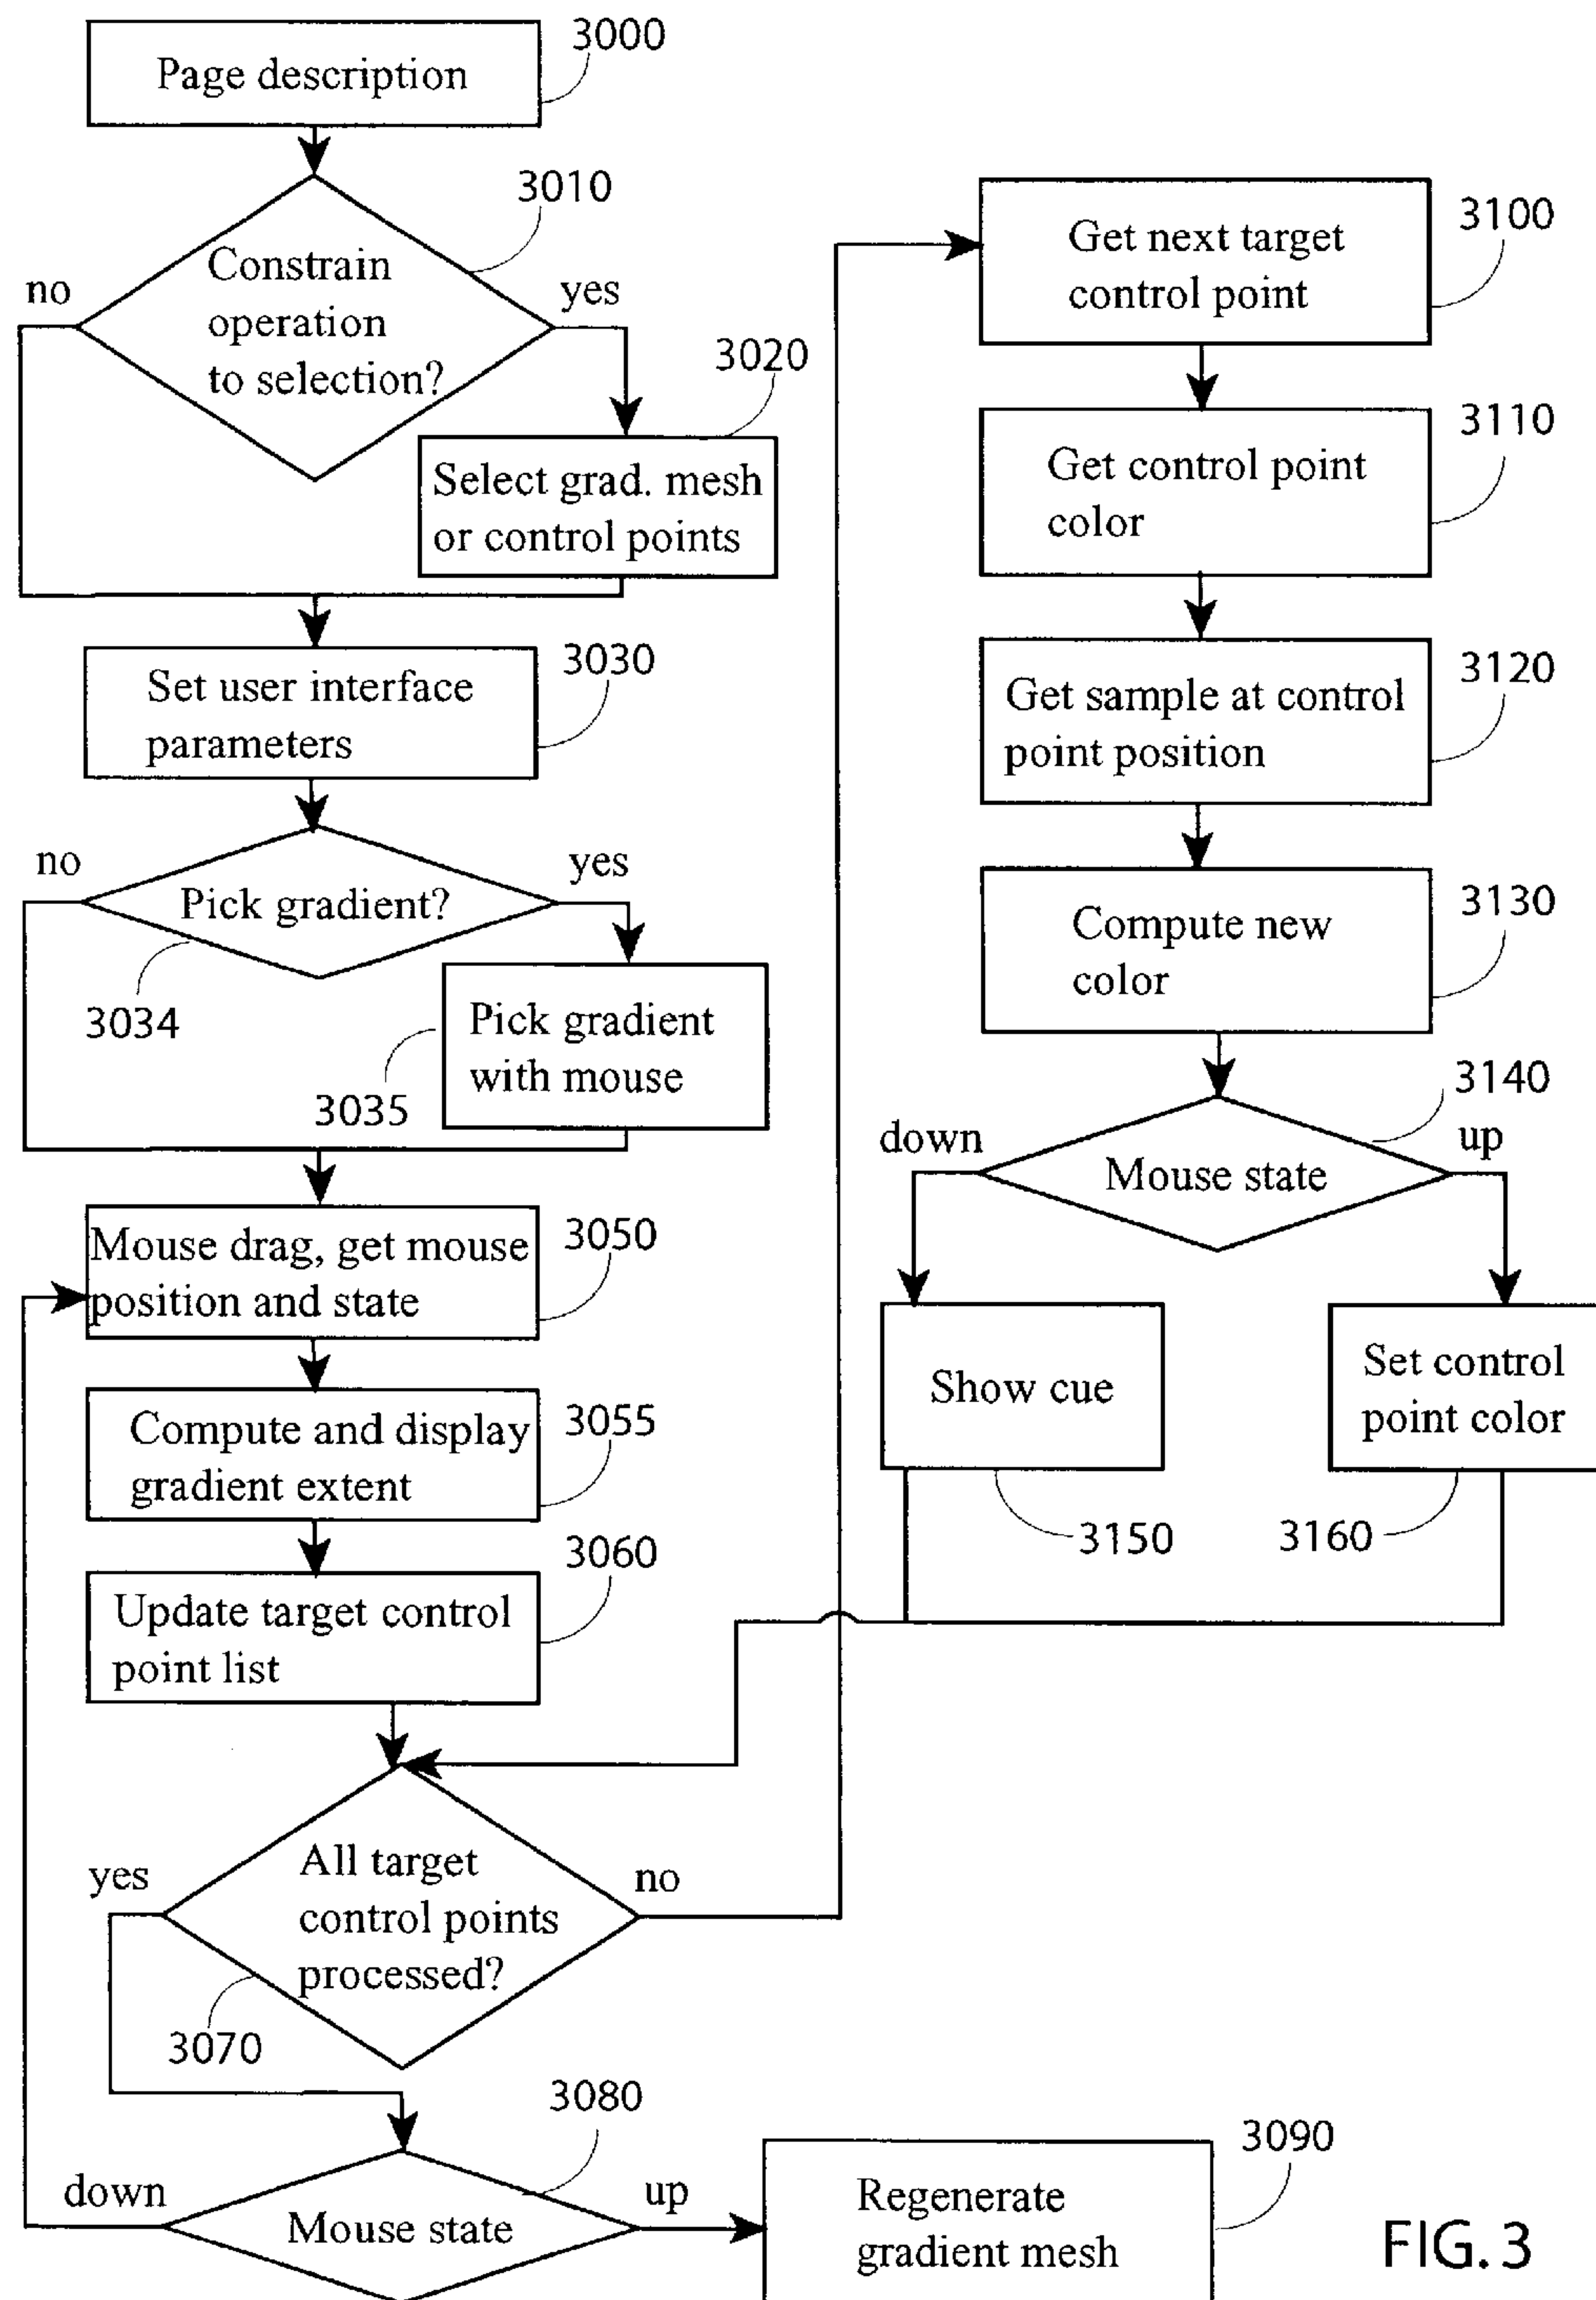 3000
Page description
3010
Constrain
operation
to selection?
no
yes
3020
Select grad. mesh
or control points
3030
Set user interface
parameters
no
yes
Pick gradient?
3034
Pick gradient
with mouse
3035
Mouse drag, get mouse
position and state
3050
Compute and display
gradient extent
3055
3060
Update target control
point list
yes
no
All target
control points
processed?
3070
3080
down
up
Mouse state
3090
Regenerate
gradient mesh
3100
Get next target
control point
3110
Get control point
color
3120
Get sample at control
point position
3130
Compute new
color
3140
down
up
Mouse state
Show cue
Set control
point color
3150
3160
FIG. 3